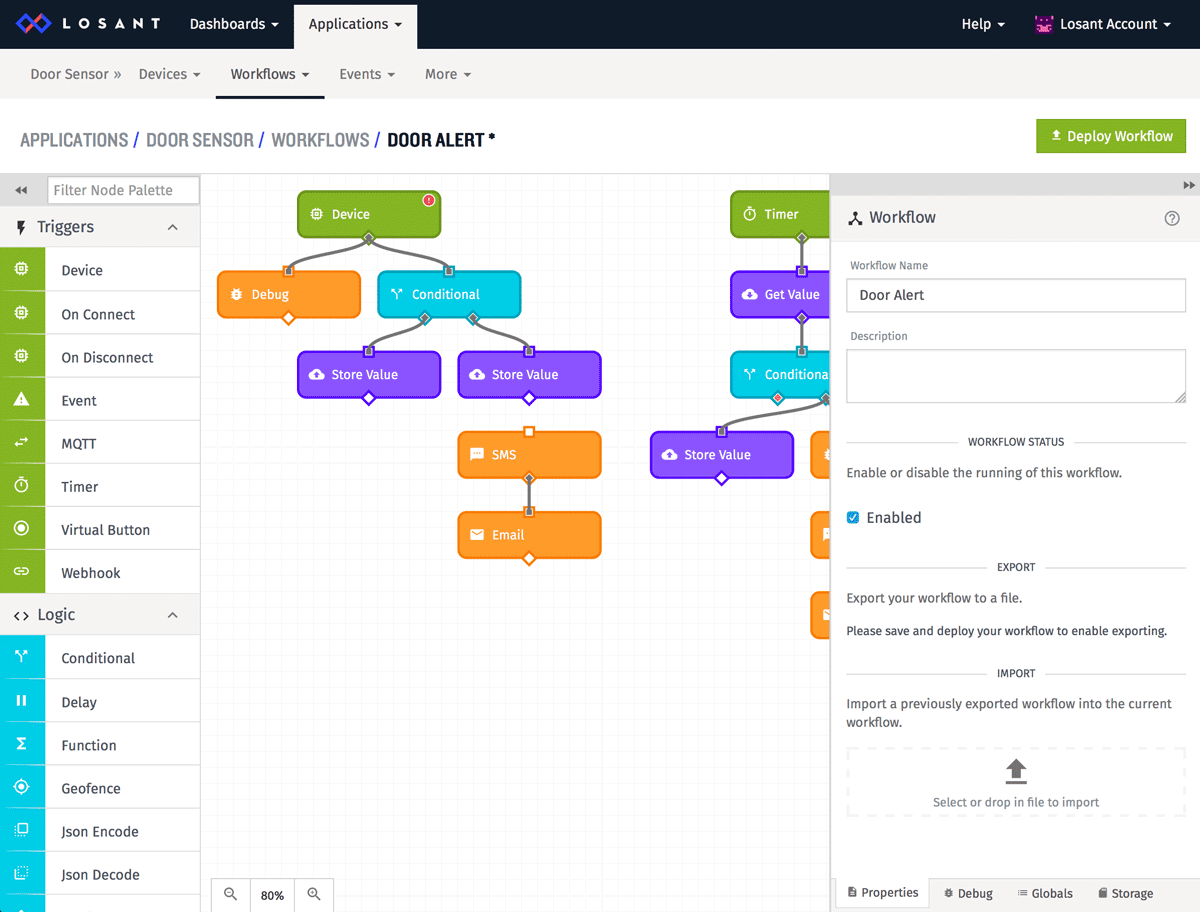 LOSANT
Dashboards
Applications
Help
Losant Account
Door Sensor »
Devices
Workflows
Events
More
APPLICATIONS / DOOR SENSOR / WORKFLOWS / DOOR ALERT *
Deploy Workflow
Filter Node Palette
Triggers
Device
On Connect
On Disconnect
Event
MQTT
Timer
Virtual Button
Webhook
Logic
Conditional
Delay
Function
Geofence
Json Encode
Json Decode
Device
Debug
Conditional
Store Value
Store Value
SMS
Email
Timer
Get Value
Conditiona
Store Value
80%
Workflow
Workflow Name
Door Alert
Description
WORKFLOW STATUS
Enable or disable the running of this workflow.
Enabled
EXPORT
Export your workflow to a file.
Please save and deploy your workflow to enable exporting.
IMPORT
Import a previously exported workflow into the current
workflow.
Select or drop in file to import
Properties
Debug
Globals
Storage